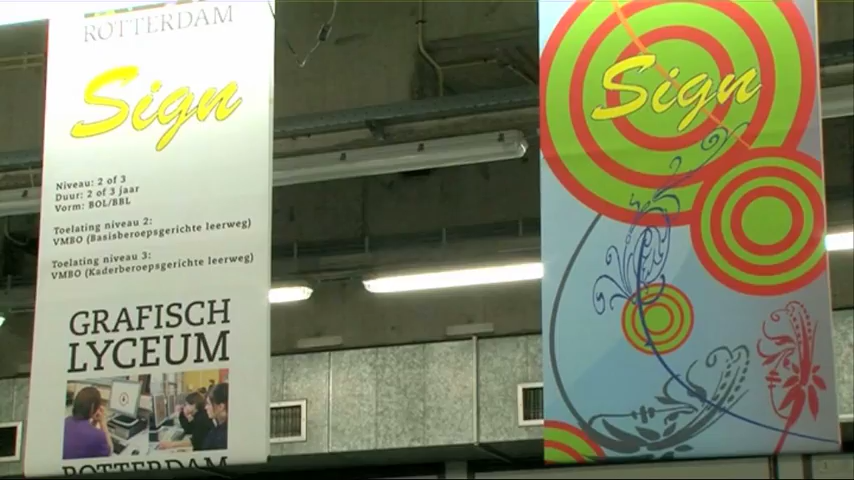 ROTTERDAM
Sign
Niveau: 2 of 3
Duur: 2 of 3 jaar
Vorm: BOL/BBL
Toelating niveau 2:
VMBO (Basisberoepsgerichte leerweg)
Toelating niveau 3:
VMBO (Kaderberoepsgerichte leerweg)
GRAFISCH
LYCEUM
ROTTERDAM
Sign